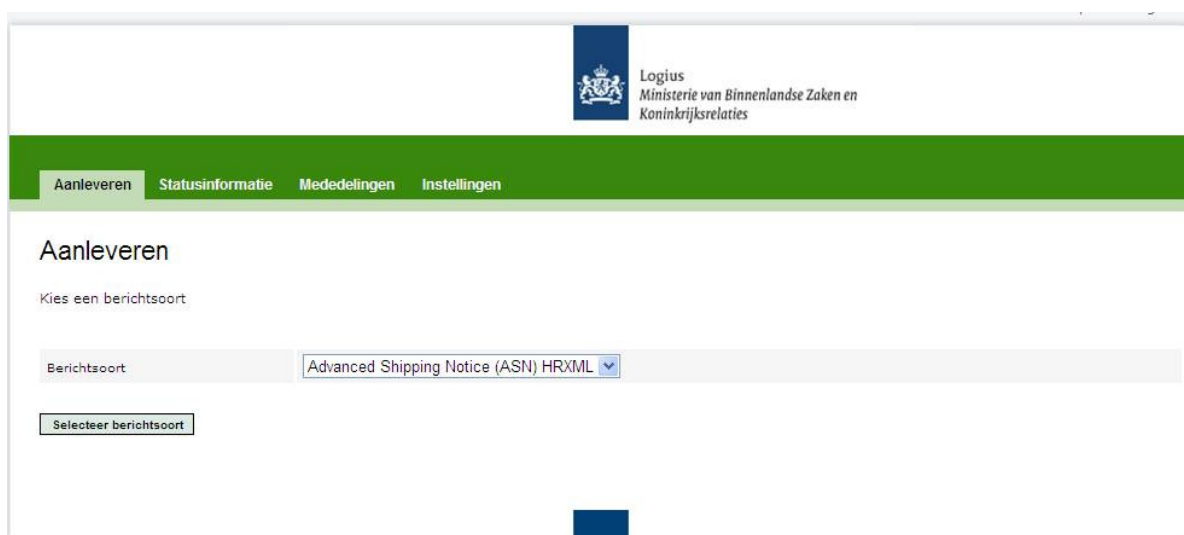 Logius
Ministerie van Binnenlandse Zaken en
Koninkrijksrelaties
Aanleveren Statusinformatie Mededelingen Instellingen
Aanleveren
Kies een berichtsoort
Berichtsoort Advanced Shipping Notice (ASN) HRXML
Selecteer berichtsoort